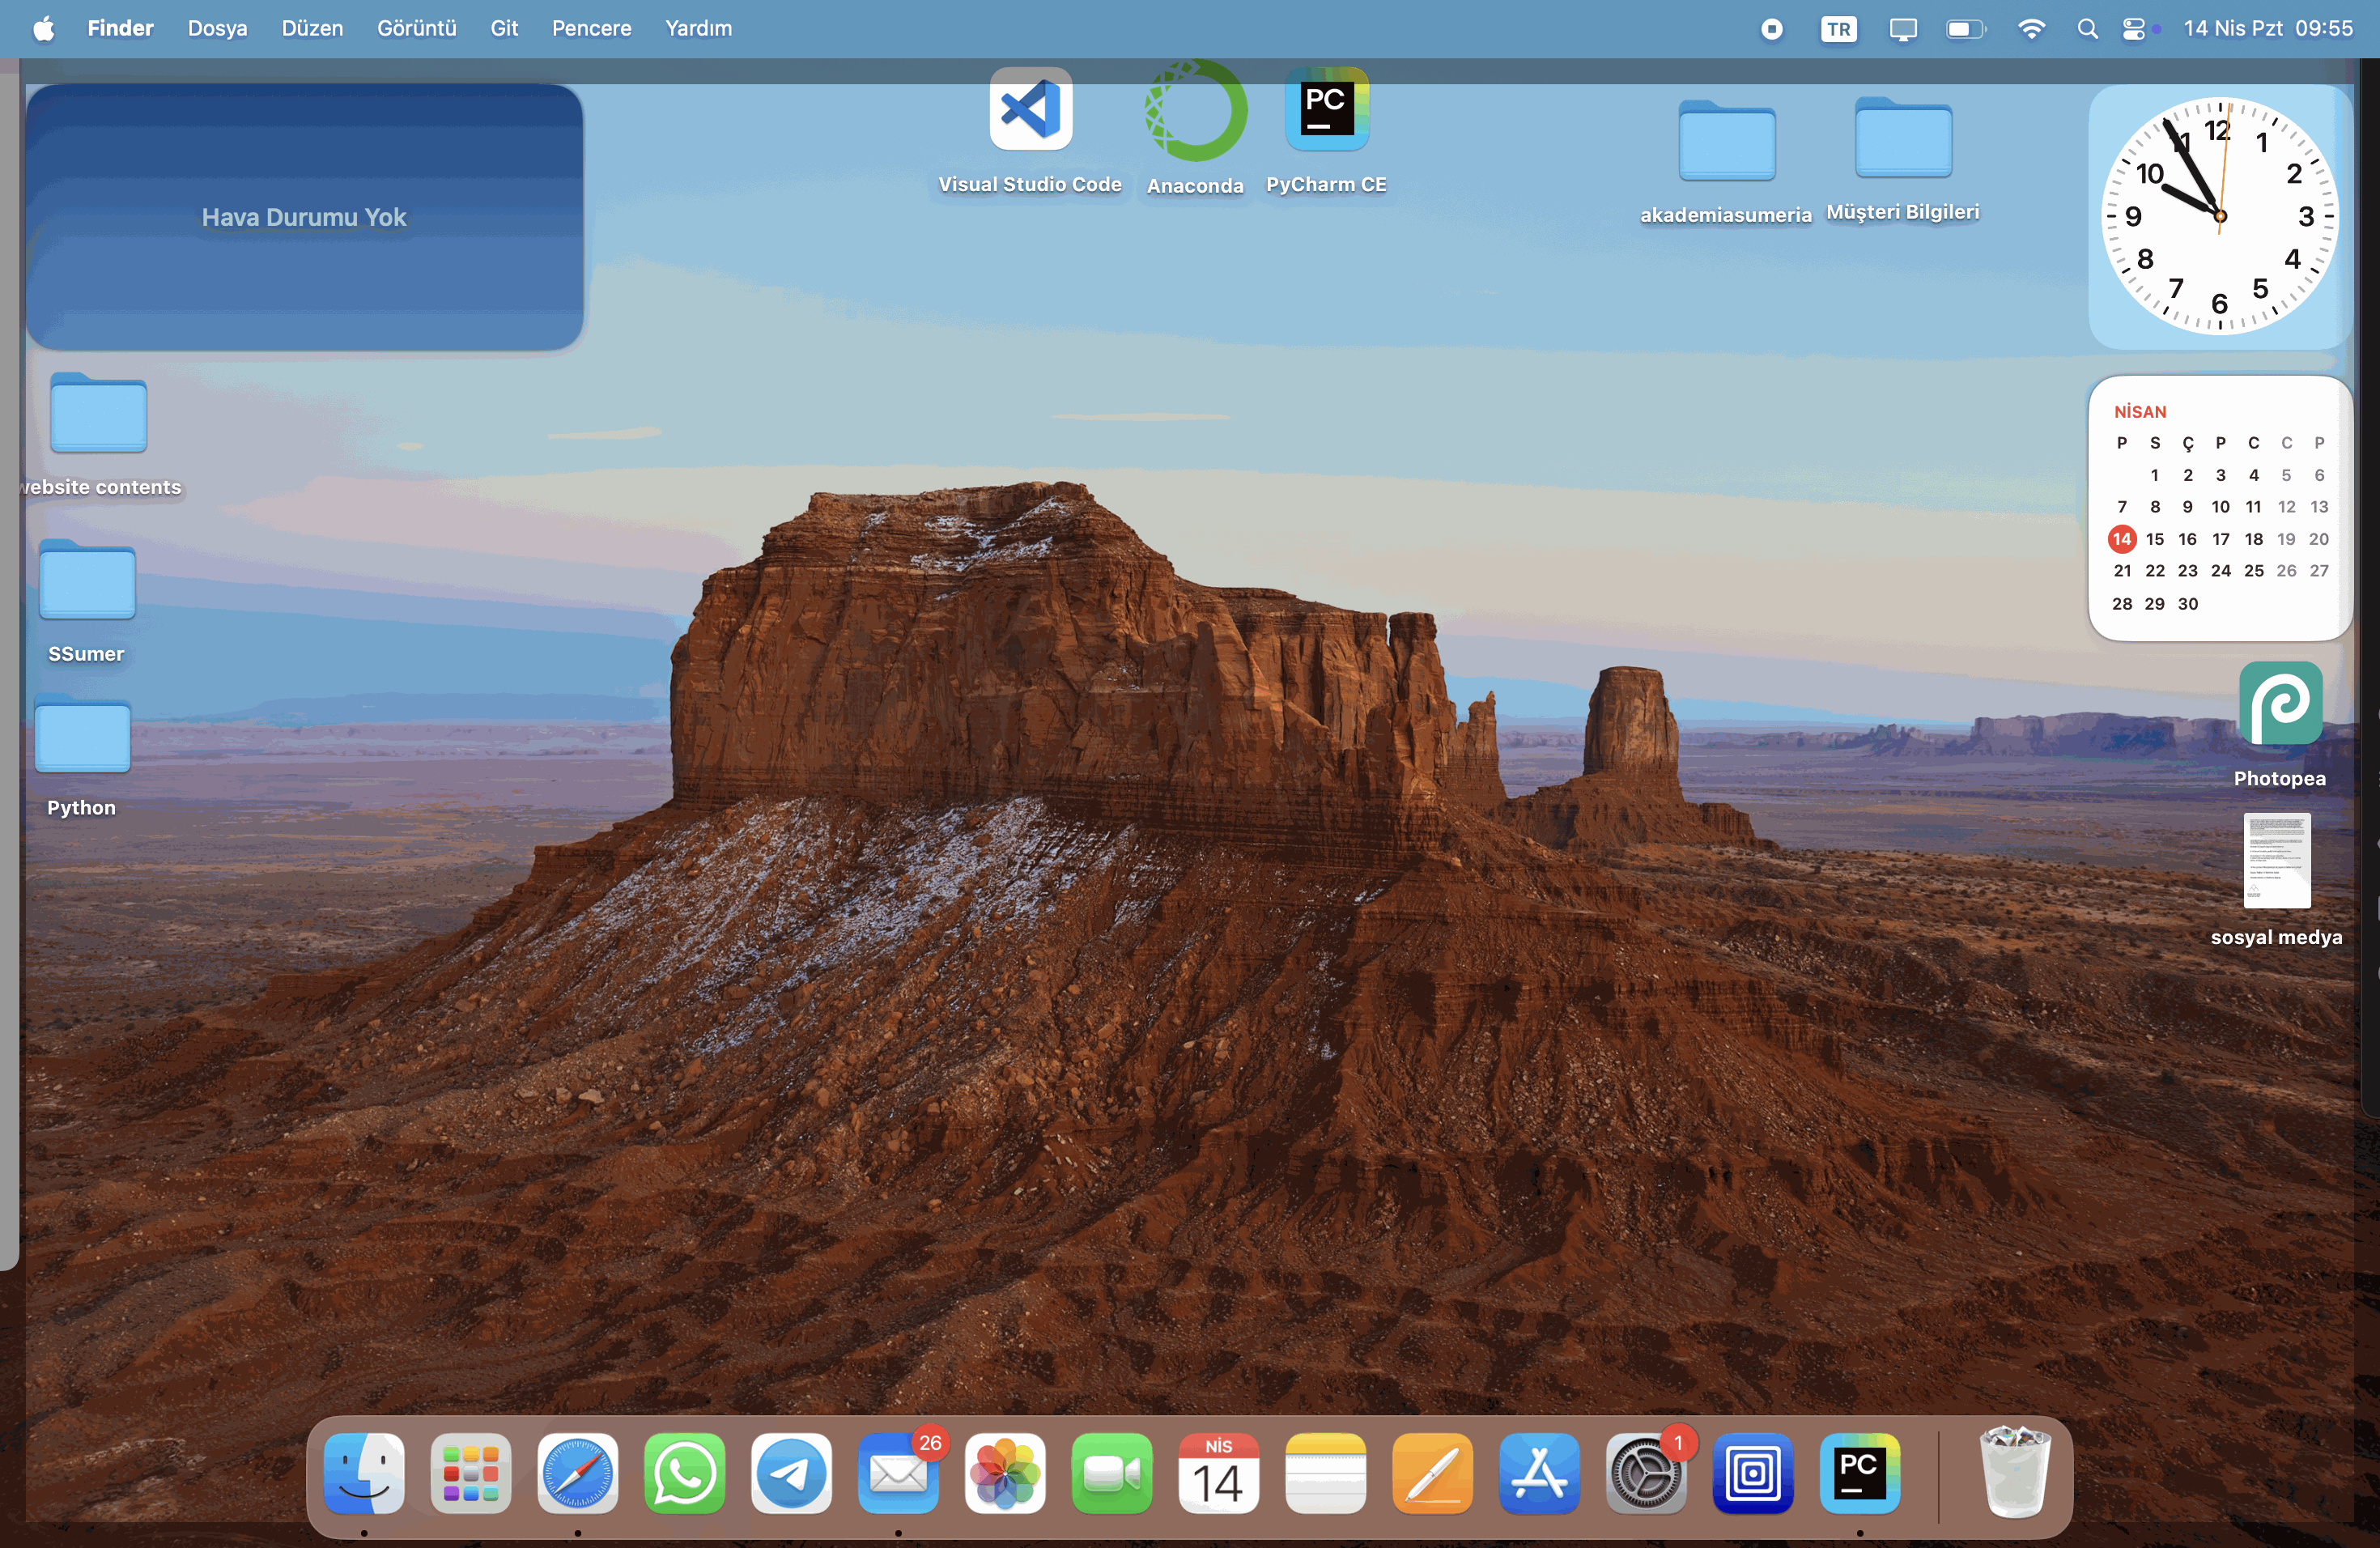 Finder Dosya Düzen Görüntü Git Pencere Yardım TR 14 Nis Pzt 09:55
Hava Durumu Yok
PC
Visual Studio Code Anaconda PyCharm CE
akademiasumeria Müşteri Bilgileri
12 1 2 3 4 5 6 7 8 9 10 11
website contents
SSumer
Python
NİSAN
P S Ç P C C P
1 2 3 4 5 6
7 8 9 10 11 12 13
14 15 16 17 18 19 20
21 22 23 24 25 26 27
28 29 30
Photopea
sosyal medya
26
NİS
14
1
PC